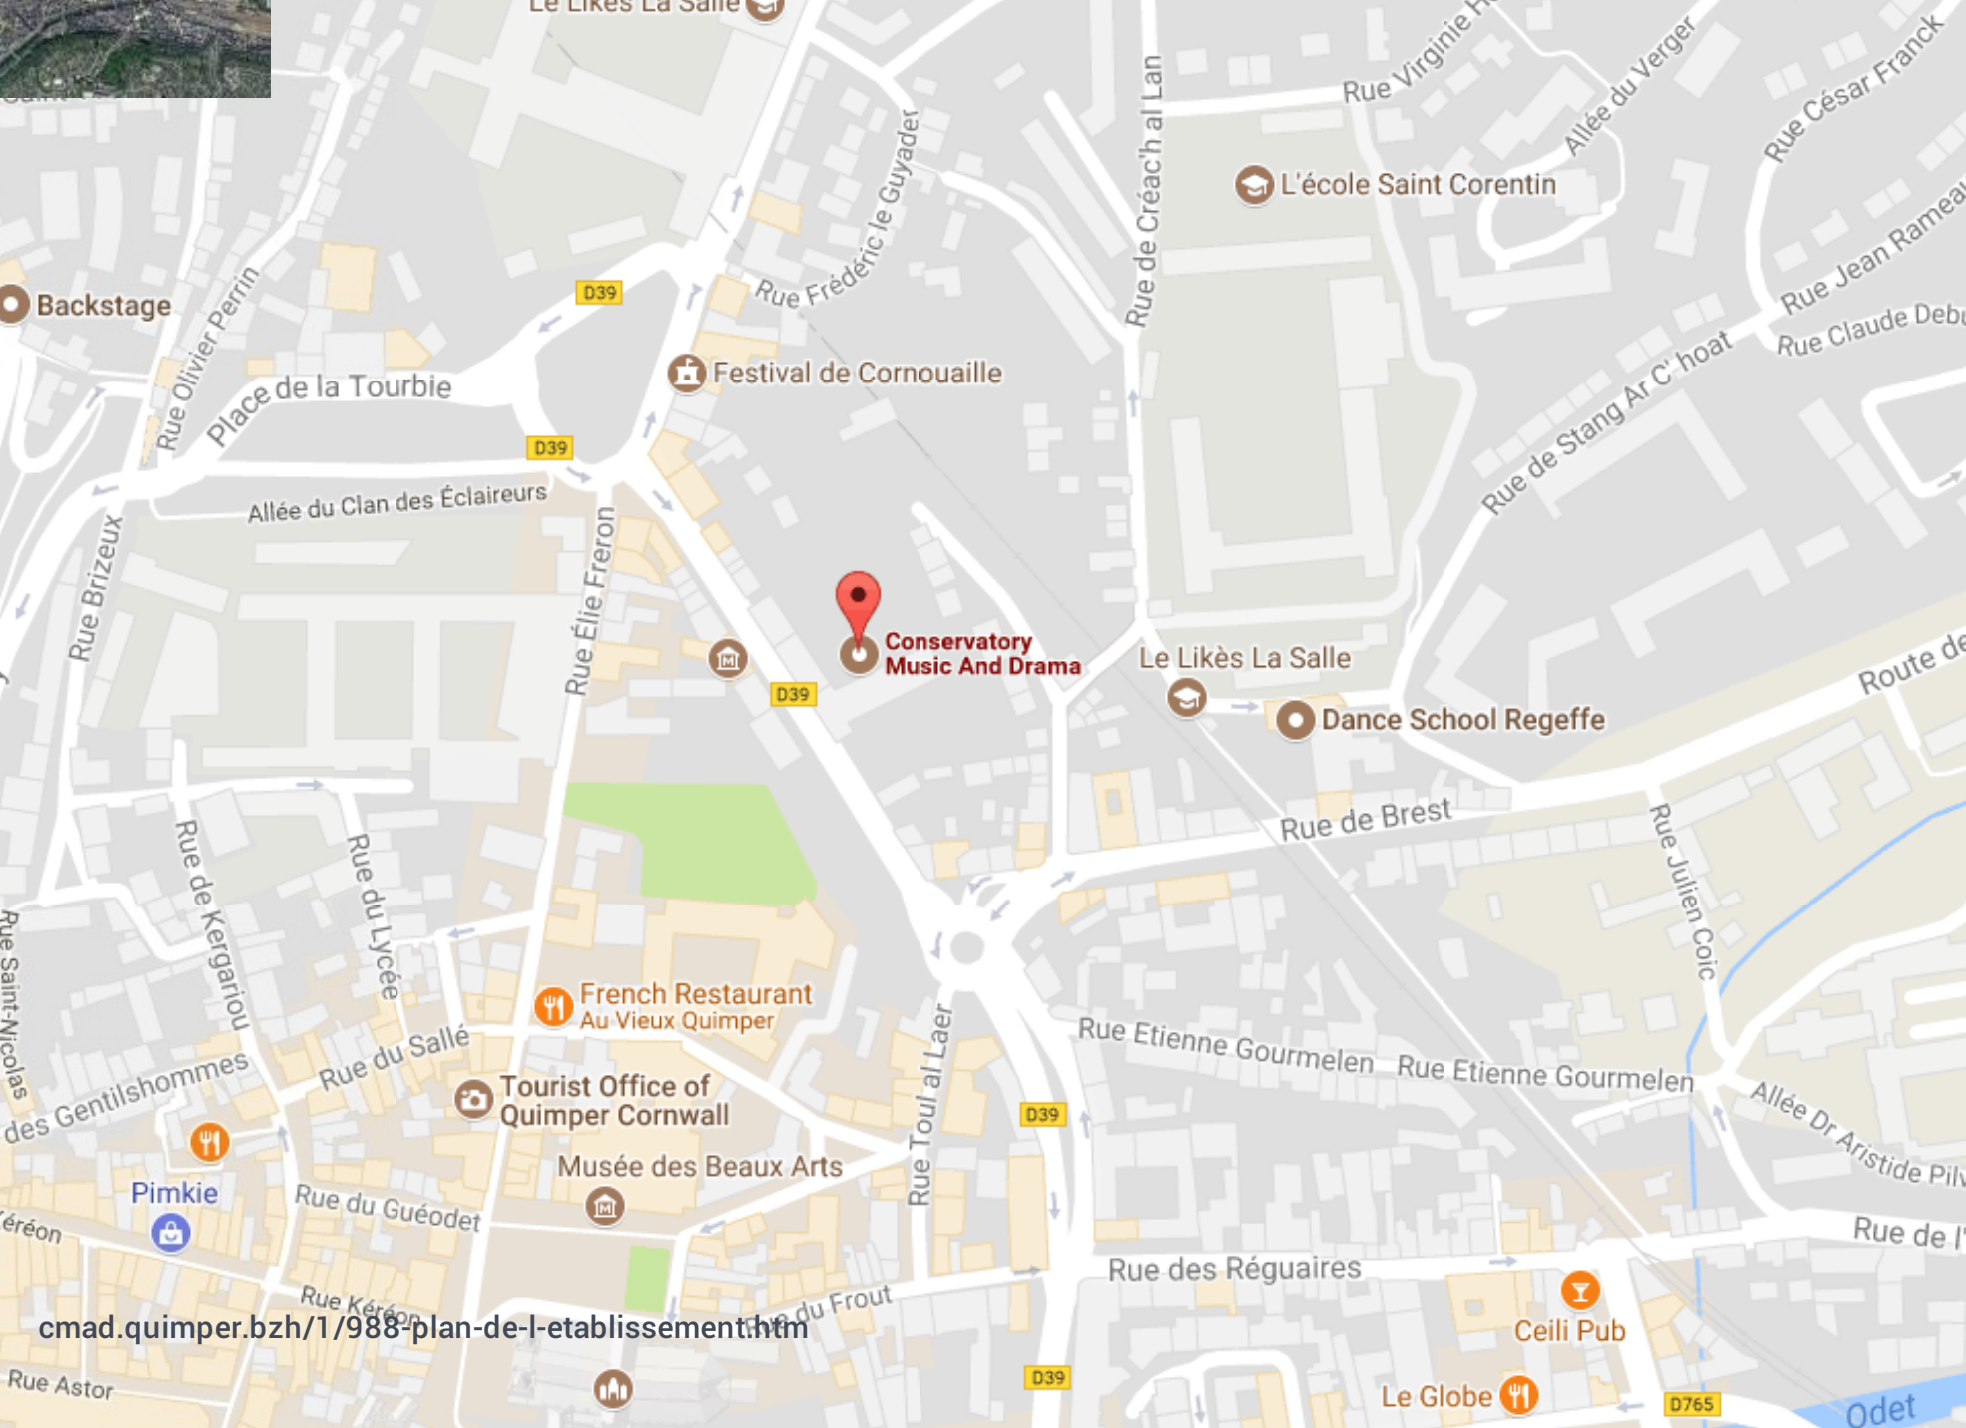 Le Likès La Salle
Rue Virginie
Allée du Verger
Rue César Franck
Rue de Créac'h al Lan
Rue Frédéric le Guyader
L'école Saint Corentin
Rue Jean Rameau
Rue Claude Debu
D39
Backstage
Rue Olivier Perrin
Place de la Tourbie
Festival de Cornouaille
Rue de Stang Ar C'hoat
D39
Allée du Clan des Éclaireurs
Rue Brizeux
Rue Élie Freron
Conservatory
Music And Drama
Le Likès La Salle
D39
Dance School Regeffe
Route de
Rue de Brest
Rue Julien Coic
Rue de Kergariou
Rue du Lycée
Rue Saint-Nicolas
French Restaurant
Au Vieux Quimper
Rue Toul al Laer
Rue Etienne Gourmelen
Rue Etienne Gourmelen
Rue du Sallé
des Gentilshommes
Tourist Office of
Quimper Cornwall
D39
Allée Dr Aristide Pilv
Musée des Beaux Arts
Pimkie
Rue du Guéodet
Kéréon
Rue de l'
Rue des Réguaires
Rue Kéréon
Rue du Frout
cmad.quimper.bzh/1/988-plan-de-l-etablissement.htm
Ceili Pub
Rue Astor
D39
Le Globe
D765
Odet